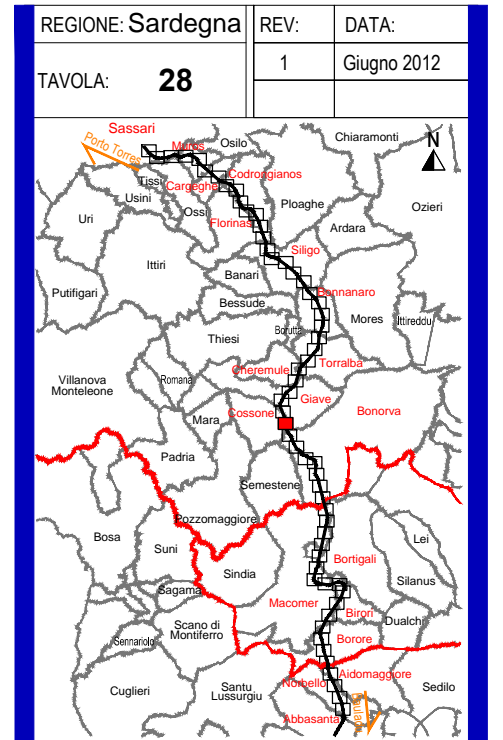 REGIONE: Sardegna
REV:
DATA:
TAVOLA: 28
1
Giugno 2012
Sassari
Porto Torres
Muros
Osilo
Chiaramonti
N
Tissi
Cargeghe
Codrongianos
Usini
Ossi
Ploaghe
Ozieri
Uri
Florinas
Ardara
Siligo
Ittiri
Banari
Bonnanaro
Putifigari
Bessude
Mores
Ittireddu
Thiesi
Borutta
Cheremule
Torralba
Villanova
Monteleone
Romana
Giave
Cossone
Bonorva
Mara
Padria
Semestene
Pozzomaggiore
Bosa
Suni
Lei
Bortigali
Sindia
Silanus
Sagama
Macomer
Birori
Dualchi
Scano di
Montiferro
Sennariolo
Borore
Aidomaggiore
Norbello
Cuglieri
Santu
Lussurgiu
Sedilo
Abbasanta